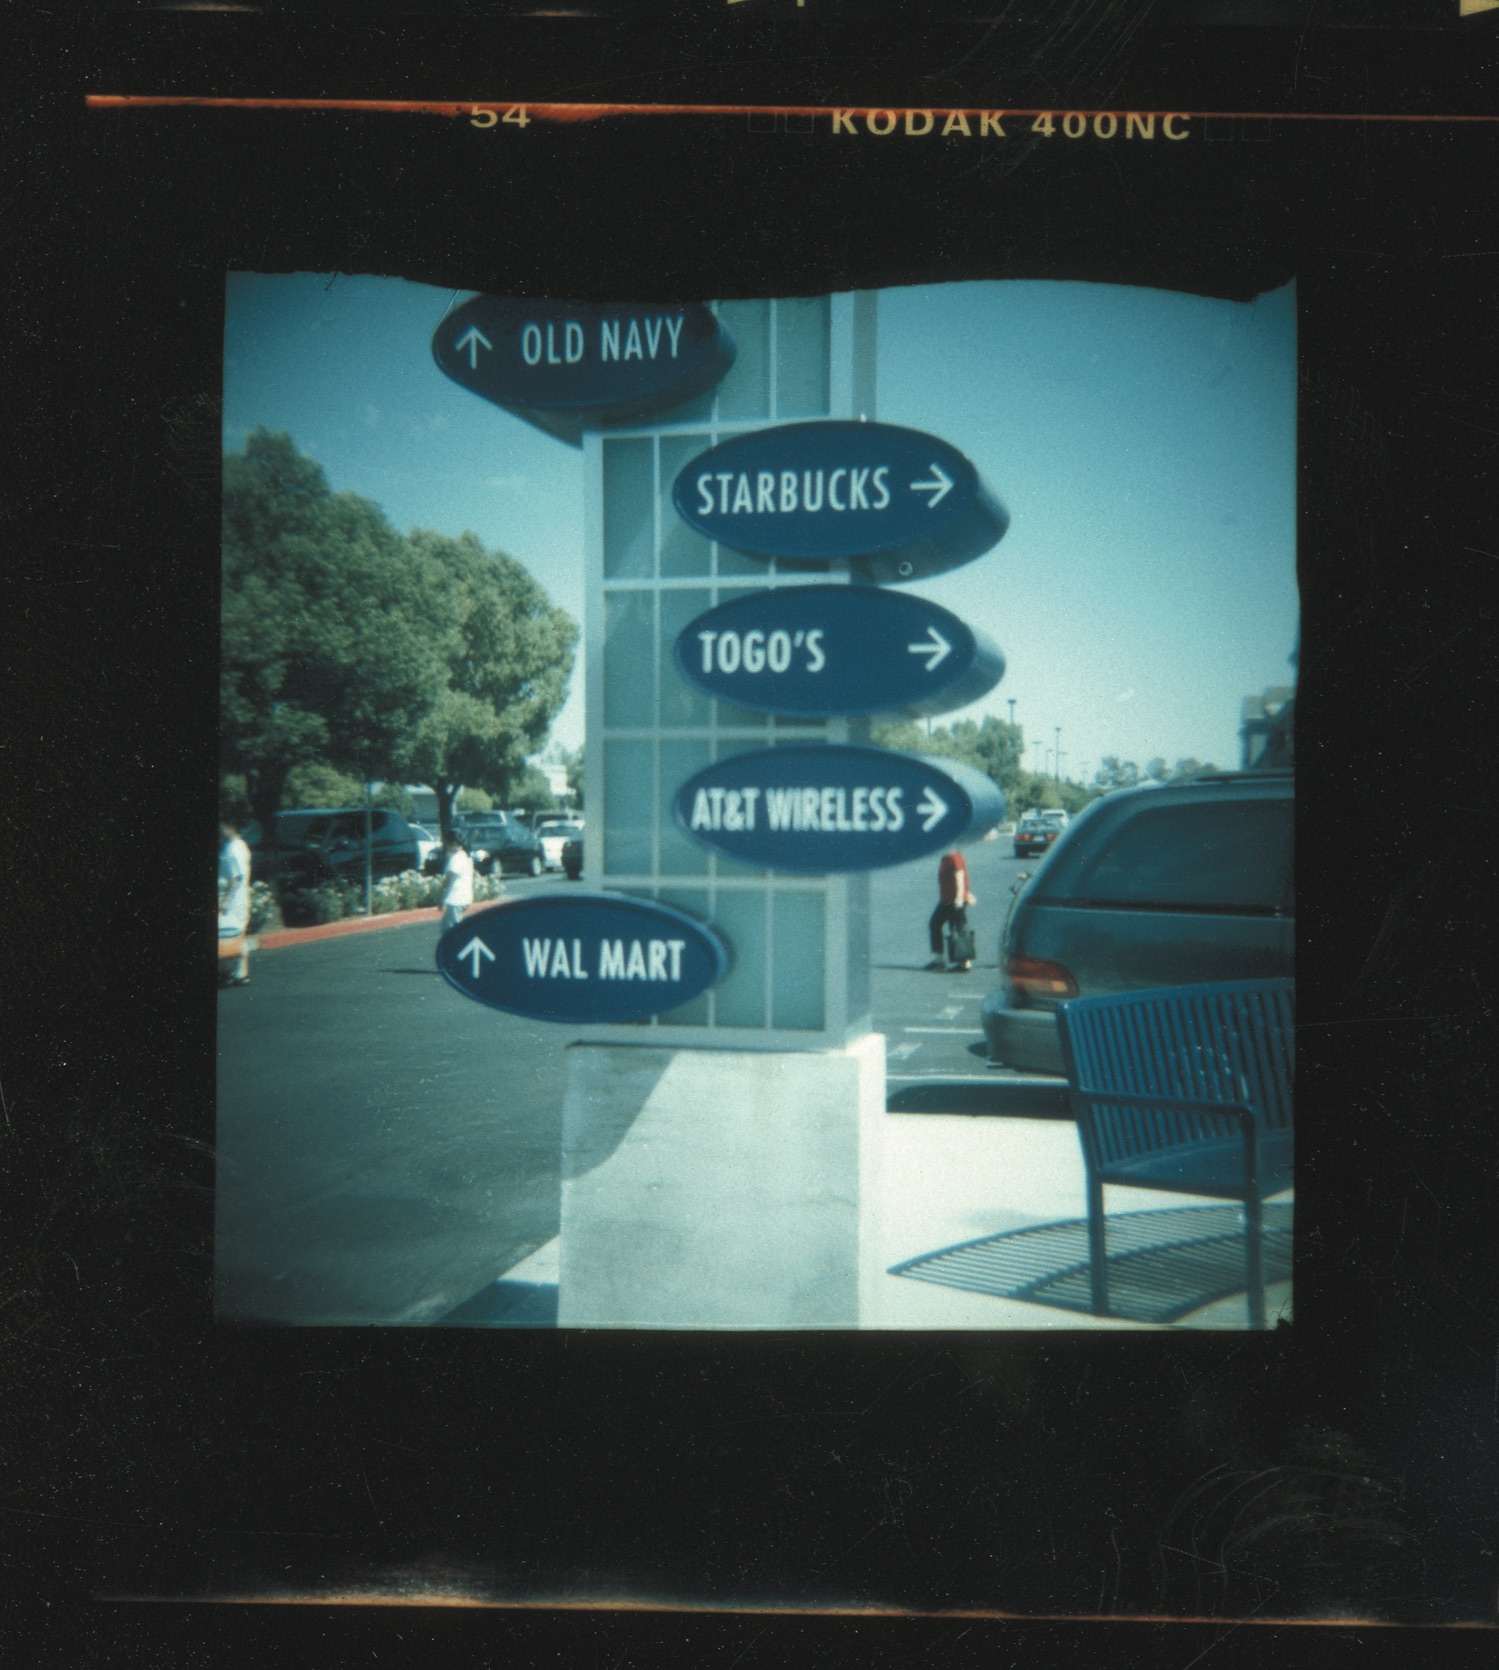 54 KODAK 400NC
↑ OLD NAVY
STARBUCKS →
TOGO'S →
AT&T WIRELESS →
↑ WAL MART